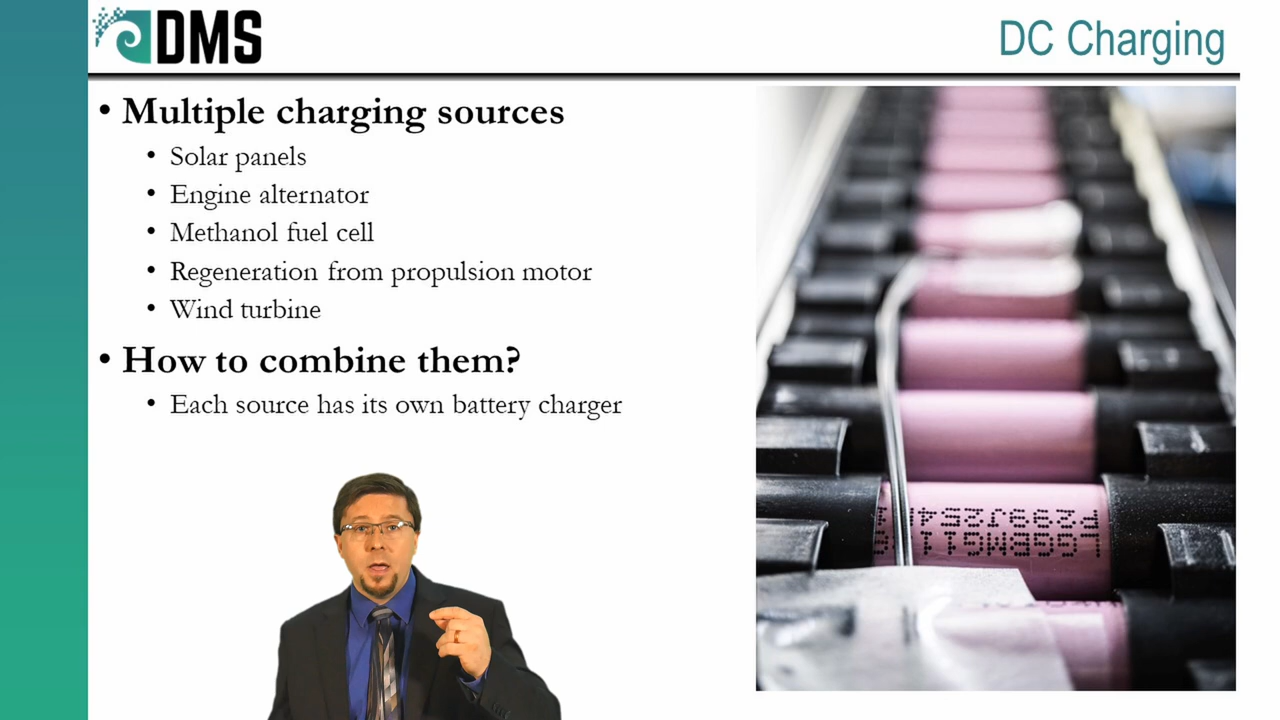 DMS
DC Charging
• Multiple charging sources
• Solar panels
• Engine alternator
• Methanol fuel cell
• Regeneration from propulsion motor
• Wind turbine
• How to combine them?
• Each source has its own battery charger